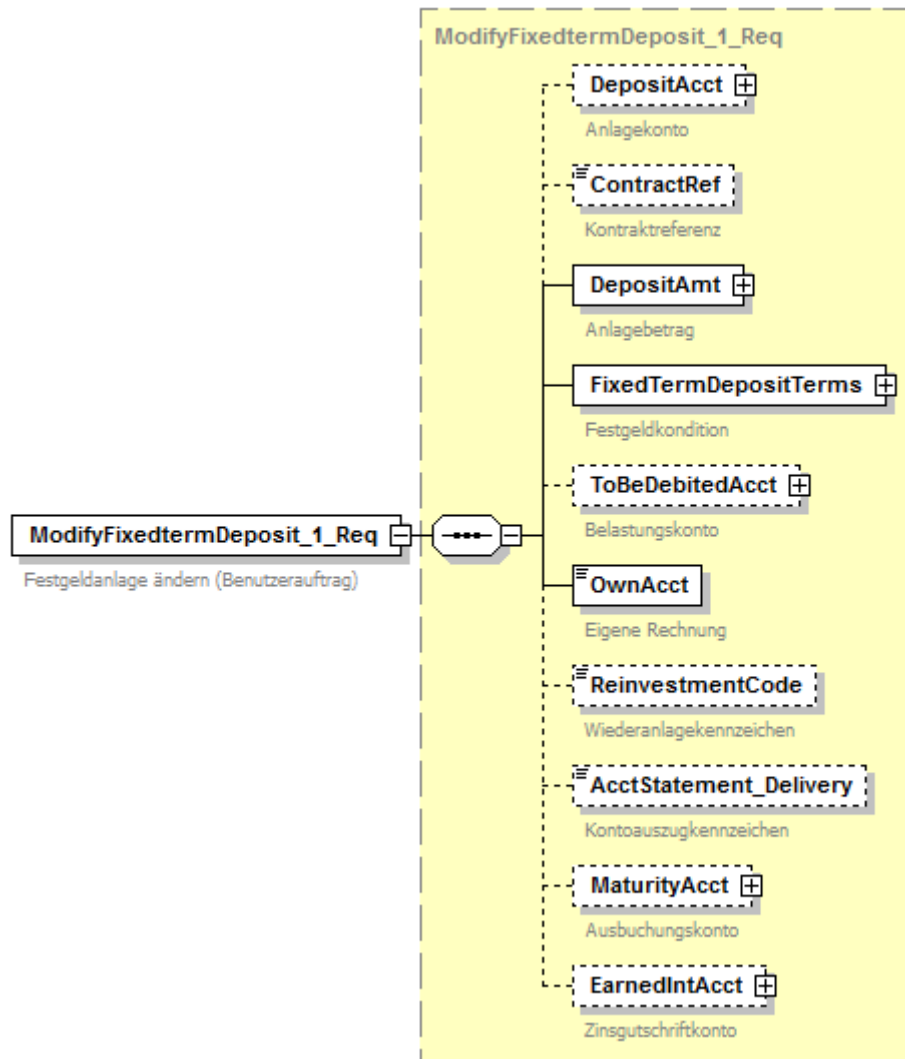 ModifyFixedtermDeposit_1_Req
DepositAcct
Anlagekonto
ContractRef
Kontraktreferenz
DepositAmt
Anlagebetrag
FixedTermDepositTerms
Festgeldkondition
ToBeDebitedAcct
Belastungskonto
ModifyFixedtermDeposit_1_Req
Festgeldanlage ändern (Benutzerauftrag)
OwnAcct
Eigene Rechnung
ReinvestmentCode
Wiederanlagekennzeichen
AcctStatement_Delivery
Kontoauszugkennzeichen
MaturityAcct
Ausbuchungskonto
EarnedIntAcct
Zinsgutschriftkonto